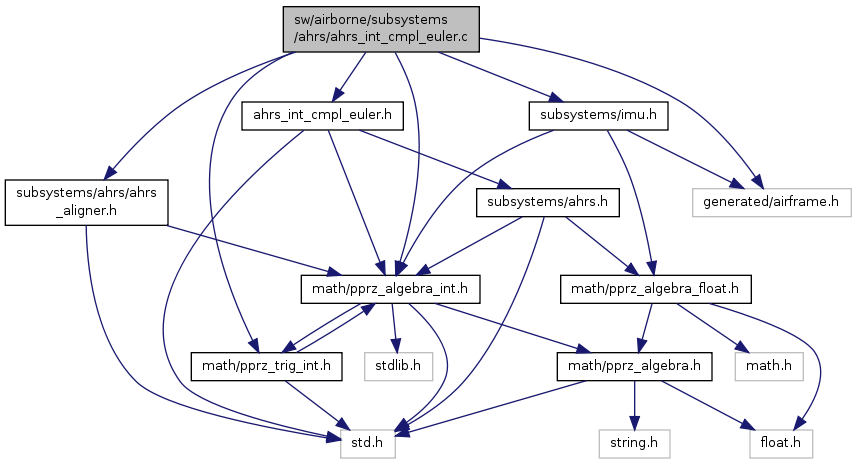 sw/airborne/subsystems
/ahrs/ahrs_int_cmpl_euler.c
ahrs_int_cmpl_euler.h
subsystems/imu.h
subsystems/ahrs/ahrs
_aligner.h
subsystems/ahrs.h
generated/airframe.h
math/pprz_algebra_int.h
math/pprz_algebra_float.h
math/pprz_trig_int.h
stdlib.h
math/pprz_algebra.h
math.h
std.h
string.h
float.h